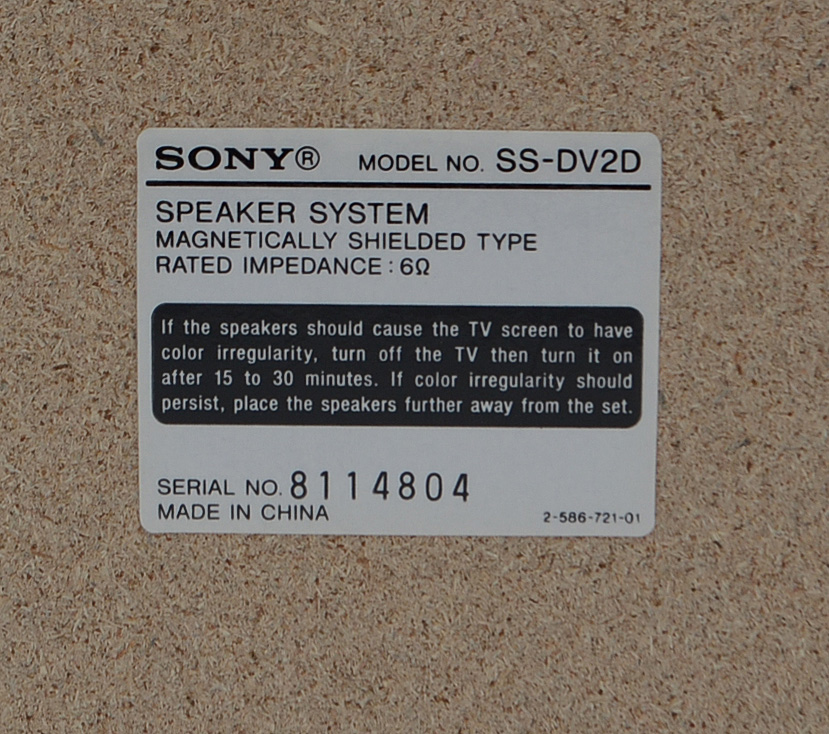 SONY® MODEL NO. SS-DV2D
SPEAKER SYSTEM
MAGNETICALLY SHIELDED TYPE
RATED IMPEDANCE : 6Ω
If the speakers should cause the TV screen to have
color irregularity, turn off the TV then turn it on
after 15 to 30 minutes. If color irregularity should
persist, place the speakers further away from the set.
SERIAL NO. 8114804
MADE IN CHINA 2-586-721-01